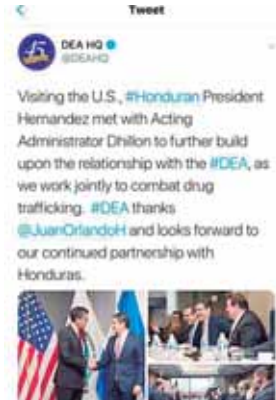 Tweet
DEA HQ
@DEAHQ
Visiting the U.S., #Honduran President
Hernandez met with Acting
Administrator Dhillon to further build
upon the relationship with the #DEA, as
we work jointly to combat drug
trafficking. #DEA thanks
@JuanOrlandoH and looks forward to
our continued partnership with
Honduras.